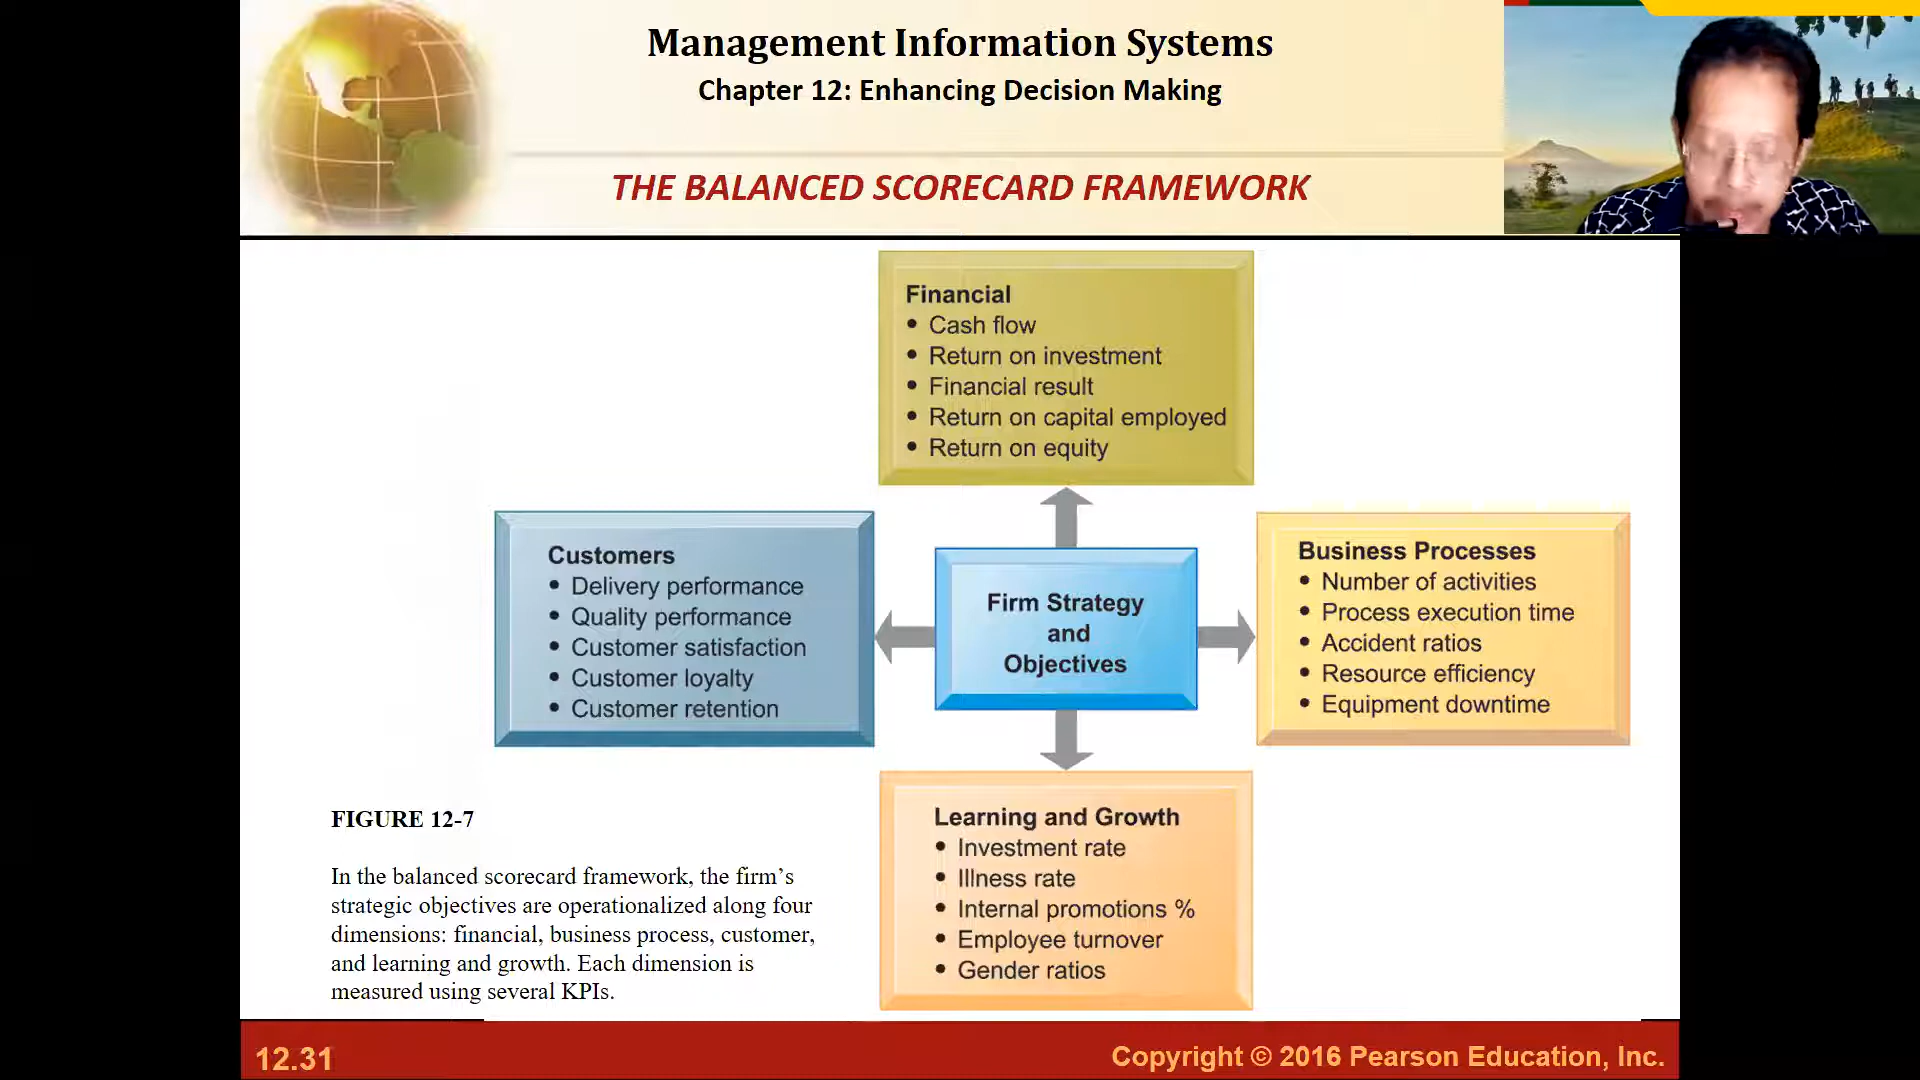 Management Information Systems
Chapter 12: Enhancing Decision Making
THE BALANCED SCORECARD FRAMEWORK
Financial
• Cash flow
• Return on investment
• Financial result
• Return on capital employed
• Return on equity
Customers
• Delivery performance
• Quality performance
• Customer satisfaction
• Customer loyalty
• Customer retention
Firm Strategy
and
Objectives
Business Processes
• Number of activities
• Process execution time
• Accident ratios
• Resource efficiency
• Equipment downtime
Learning and Growth
• Investment rate
• Illness rate
• Internal promotions %
• Employee turnover
• Gender ratios
FIGURE 12-7
In the balanced scorecard framework, the firm’s
strategic objectives are operationalized along four
dimensions: financial, business process, customer,
and learning and growth. Each dimension is
measured using several KPIs.
12.31
Copyright © 2016 Pearson Education, Inc.